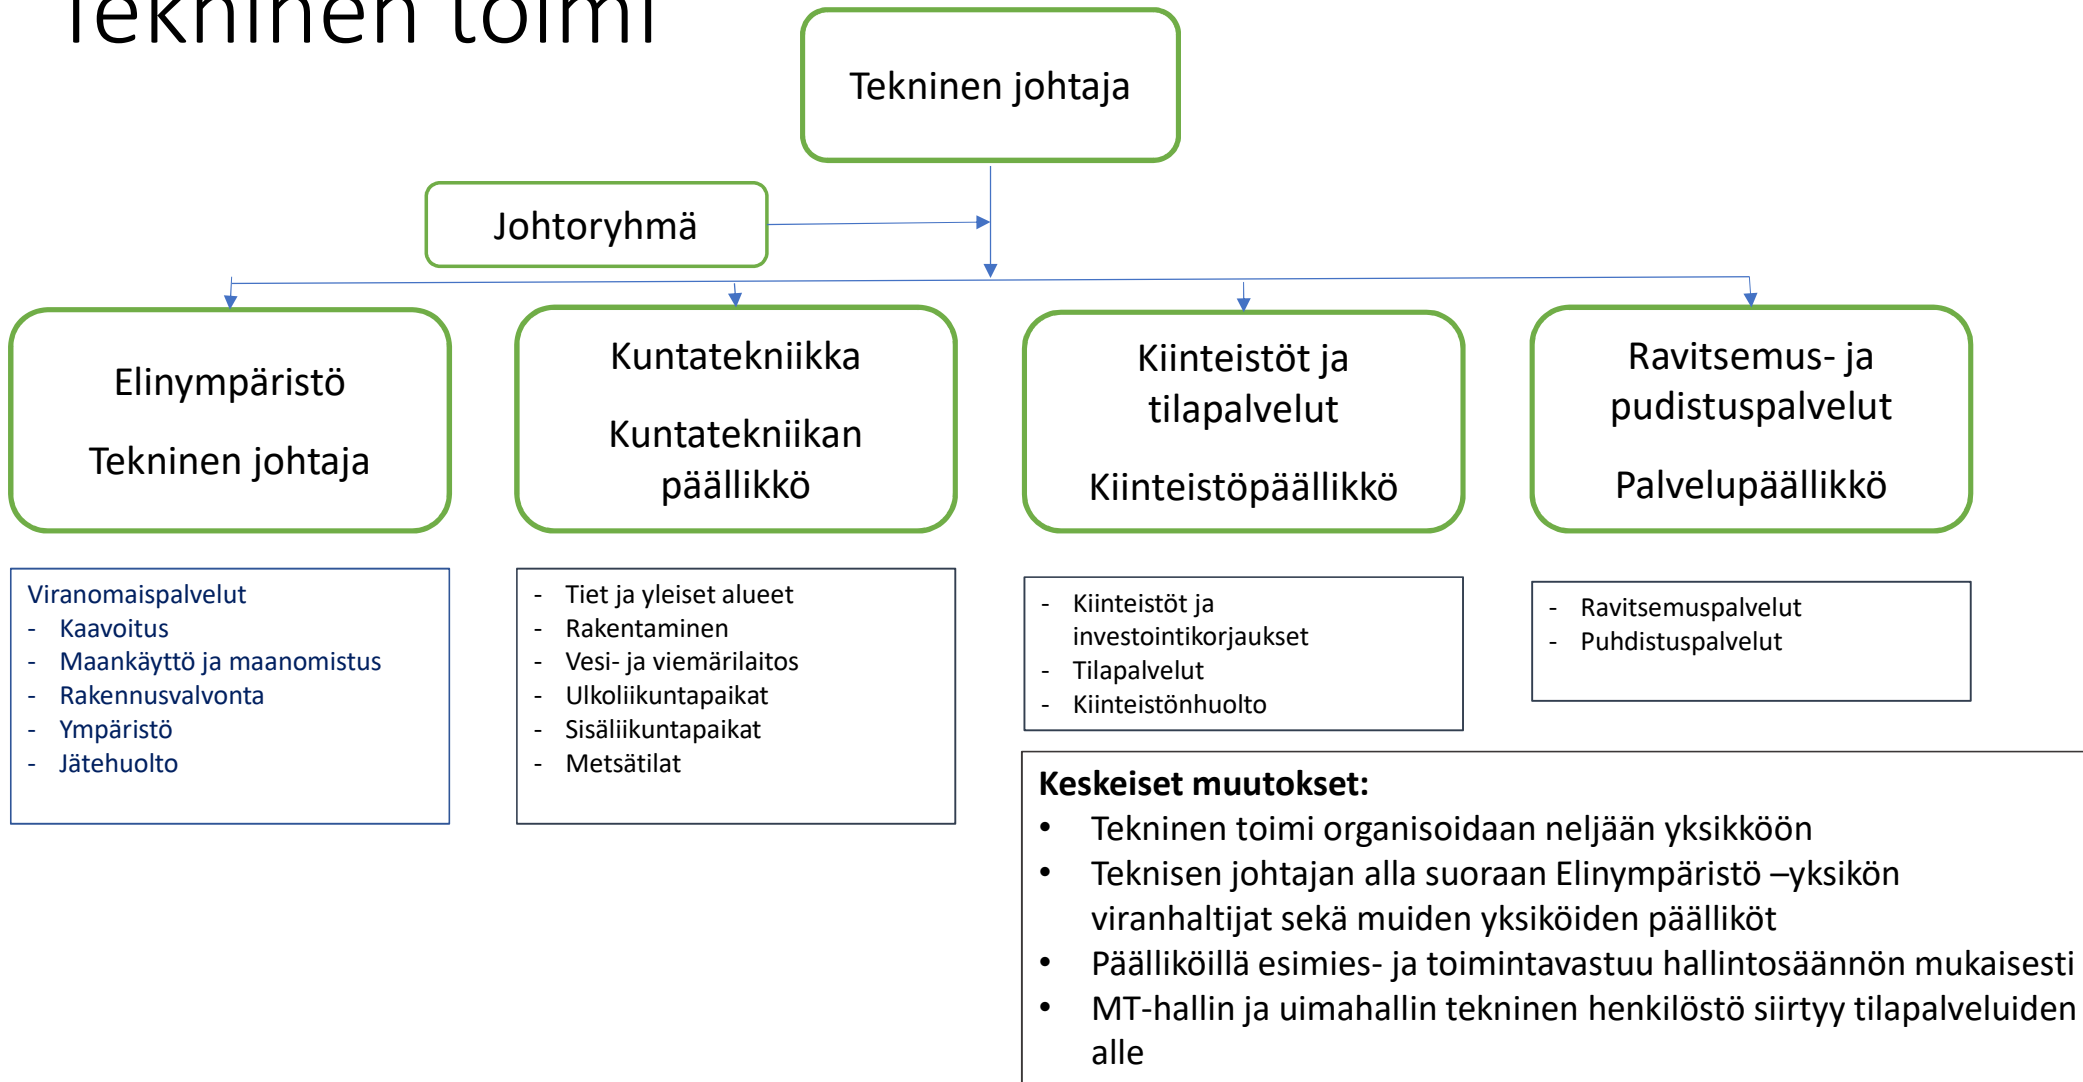 Tekninen toimi
Tekninen johtaja
Johtoryhmä
Elinympäristö
Tekninen johtaja
Kuntatekniikka
Kuntatekniikan
päällikkö
Kiinteistöt ja
tilapalvelut
Kiinteistöpäällikkö
Ravitsemus- ja
pudistuspalvelut
Palvelupäällikkö
Viranomaispalvelut
- Kaavoitus
- Maankäyttö ja maanomistus
- Rakennusvalvonta
- Ympäristö
- Jätehuolto
- Tiet ja yleiset alueet
- Rakentaminen
- Vesi- ja viemärilaitos
- Ulkoliikuntapaikat
- Sisäliikuntapaikat
- Metsätilat
- Kiinteistöt ja
investointikorjaukset
- Tilapalvelut
- Kiinteistönhuolto
- Ravitsemuspalvelut
- Puhdistuspalvelut
Keskeiset muutokset:
• Tekninen toimi organisoidaan neljään yksikköön
• Teknisen johtajan alla suoraan Elinympäristö –yksikön
viranhaltijat sekä muiden yksiköiden päälliköt
• Päälliköillä esimies- ja toimintavastuu hallintosäännön mukaisesti
• MT-hallin ja uimahallin tekninen henkilöstö siirtyy tilapalveluiden
alle